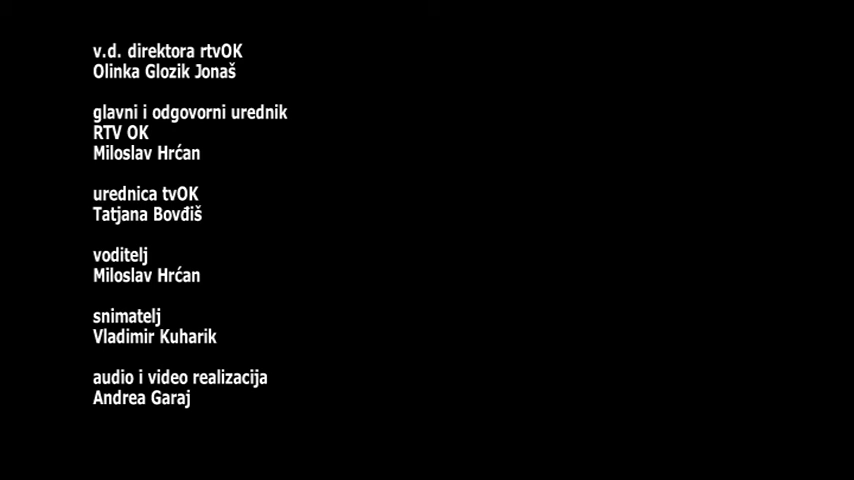 v.d. direktora rtvOK
Olinka Glozik Jonaš
glavni i odgovorni urednik
RTV OK
Miloslav Hrćan
urednica tvOK
Tatjana Bovđiš
voditelj
Miloslav Hrćan
snimatelj
Vladimir Kuharik
audio i video realizacija
Andrea Garaj